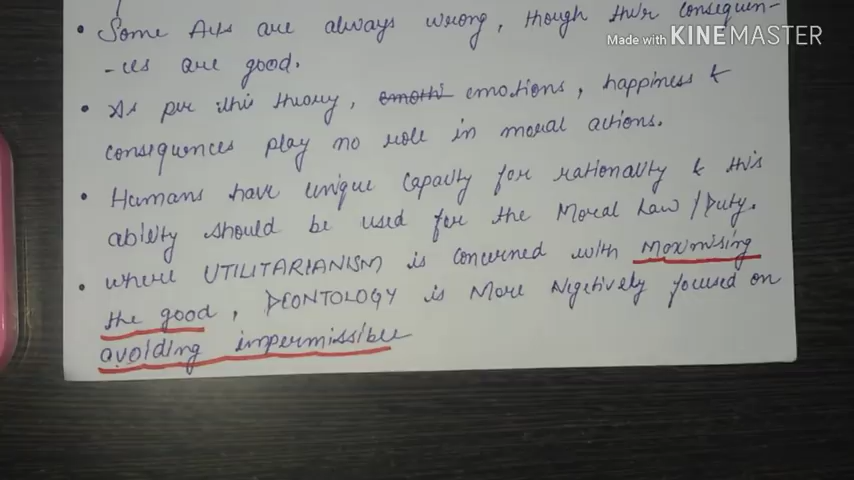 • Some Acts are always wrong, though their consequen-
-ces are good.
Made with KINEMASTER
• As per this theory, emothi emotions, happiness &
consequences play no role in moral actions.
• Humans have unique capacity for rationality & this
ability should be used for the Moral Law / Duty.
• where UTILITARIANISM is concerned with Maximising
the good, DEONTOLOGY is More Negetively focused on
avoiding impermissible